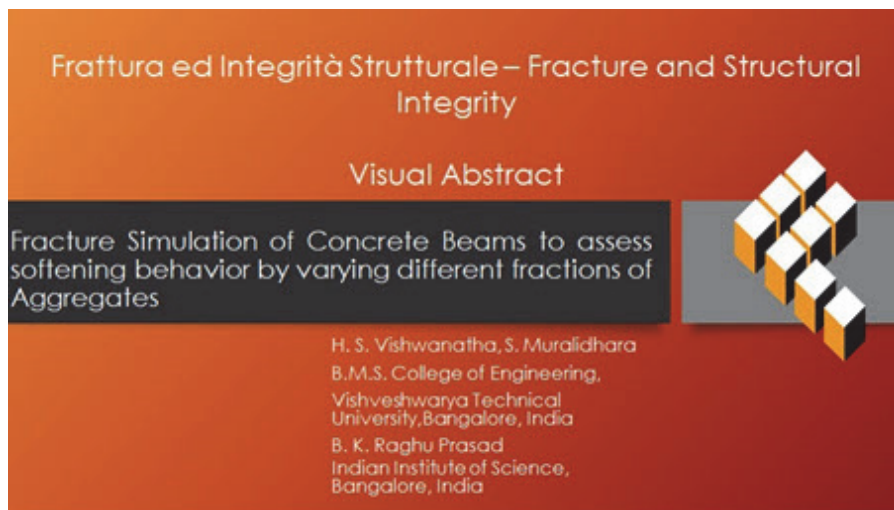 Frattura ed Integrità Strutturale – Fracture and Structural
Integrity
Visual Abstract
Fracture Simulation of Concrete Beams to assess
softening behavior by varying different fractions of
Aggregates
H. S. Vishwanatha, S. Muralidhara
B.M.S. College of Engineering,
Vishveshwarya Technical
University,Bangalore, India
B. K. Raghu Prasad
Indian Institute of Science,
Bangalore, India